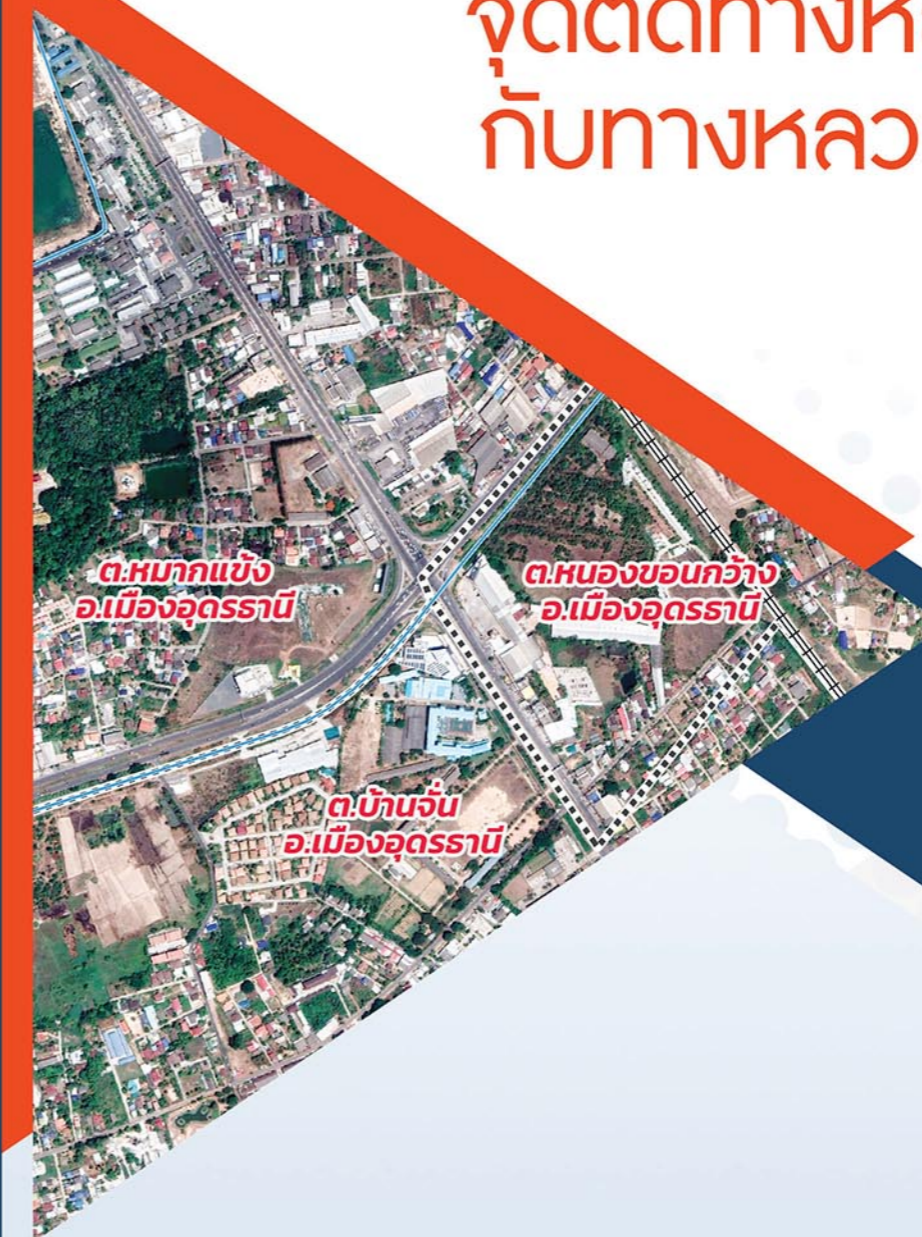 จุดตัดทางห
กับทางหลว
ต.หมากแข้ง
อ.เมืองอุดรธานี
ต.หนองขอนกว้าง
อ.เมืองอุดรธานี
ต.บ้านจั่น
อ.เมืองอุดรธานี